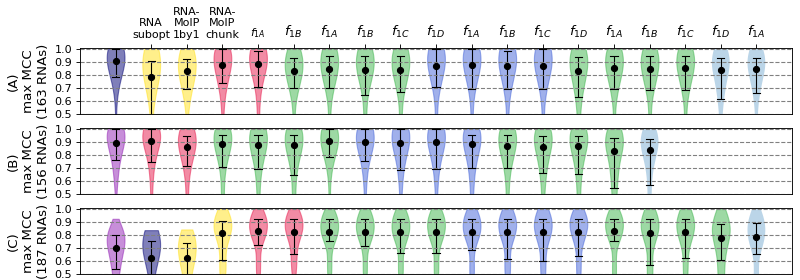 RNA
subopt
RNA-
MoIP
1by1
RNA-
MoIP
chunk
f1A
f1B
f1A
f1B
f1C
f1D
f1A
f1B
f1C
f1D
f1A
f1B
f1C
f1D
f1A
(A)
max MCC
(163 RNAs)
1.0
0.9
0.8
0.7
0.6
0.5
(B)
max MCC
(156 RNAs)
1.0
0.9
0.8
0.7
0.6
0.5
(C)
max MCC
(187 RNAs)
1.0
0.9
0.8
0.7
0.6
0.5